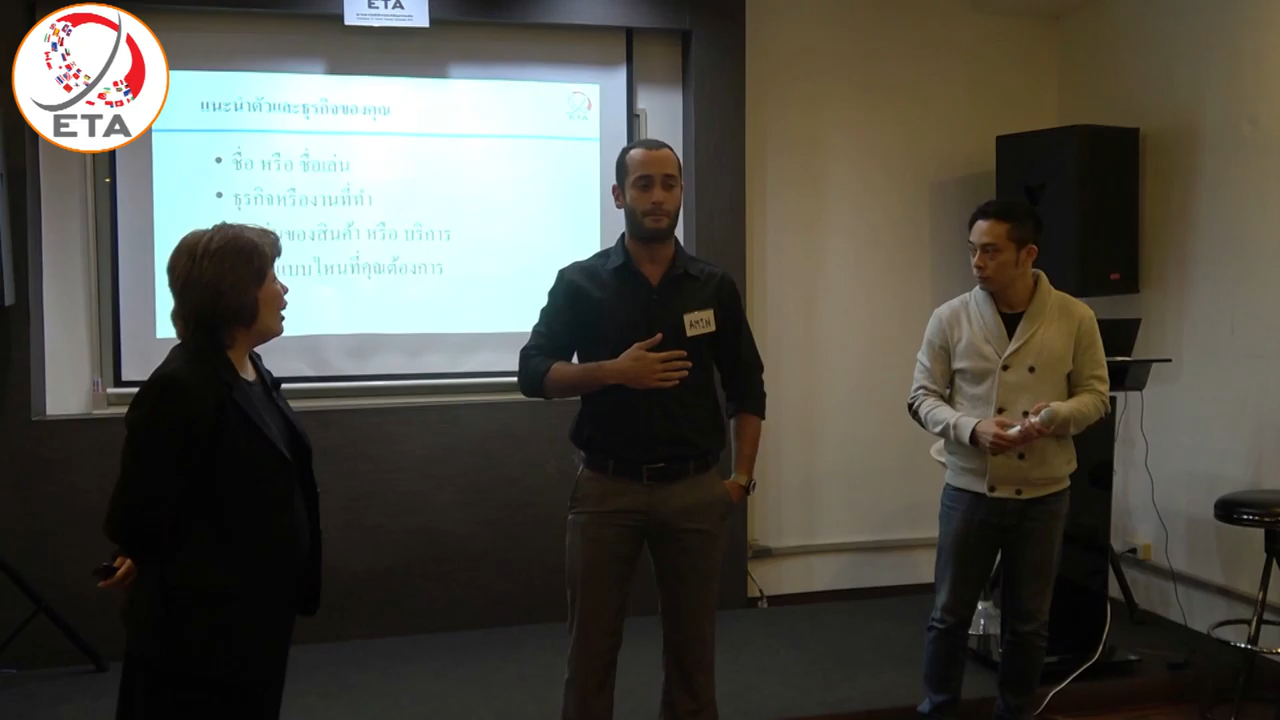 ETA
ETA
แนะนำตัวและธุรกิจของคุณ
ETA
• ชื่อ หรือ ชื่อเล่น
• ธุรกิจหรืองานที่ทำ
ของสินค้า หรือ บริการ
แบบไหนที่คุณต้องการ
AMIN